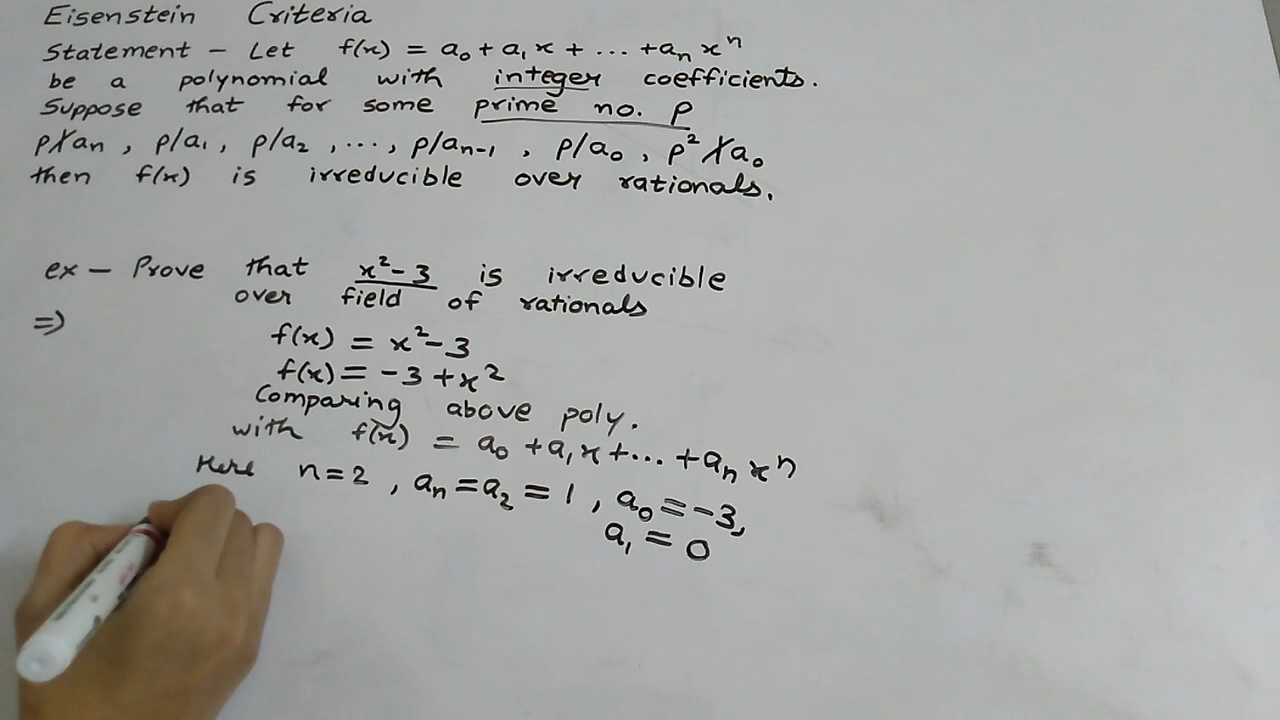 Eisenstein Criteria
Statement - Let f(x) = a₀ + a₁x + ... + aₙxⁿ
be a polynomial with integer coefficients.
Suppose that for some prime no. p
p∤aₙ, p/a₁, p/a₂, ..., p/aₙ₋₁, p/a₀, p²∤a₀
then f(x) is irreducible over rationals.
ex - Prove that x²-3 is irreducible
over field of rationals
⇒
f(x) = x²-3
f(x) = -3+x²
Comparing above poly.
with f(x) = a₀ + a₁x + ... + aₙxⁿ
Here n=2, aₙ=a₂=1, a₀=-3,
a₁=0